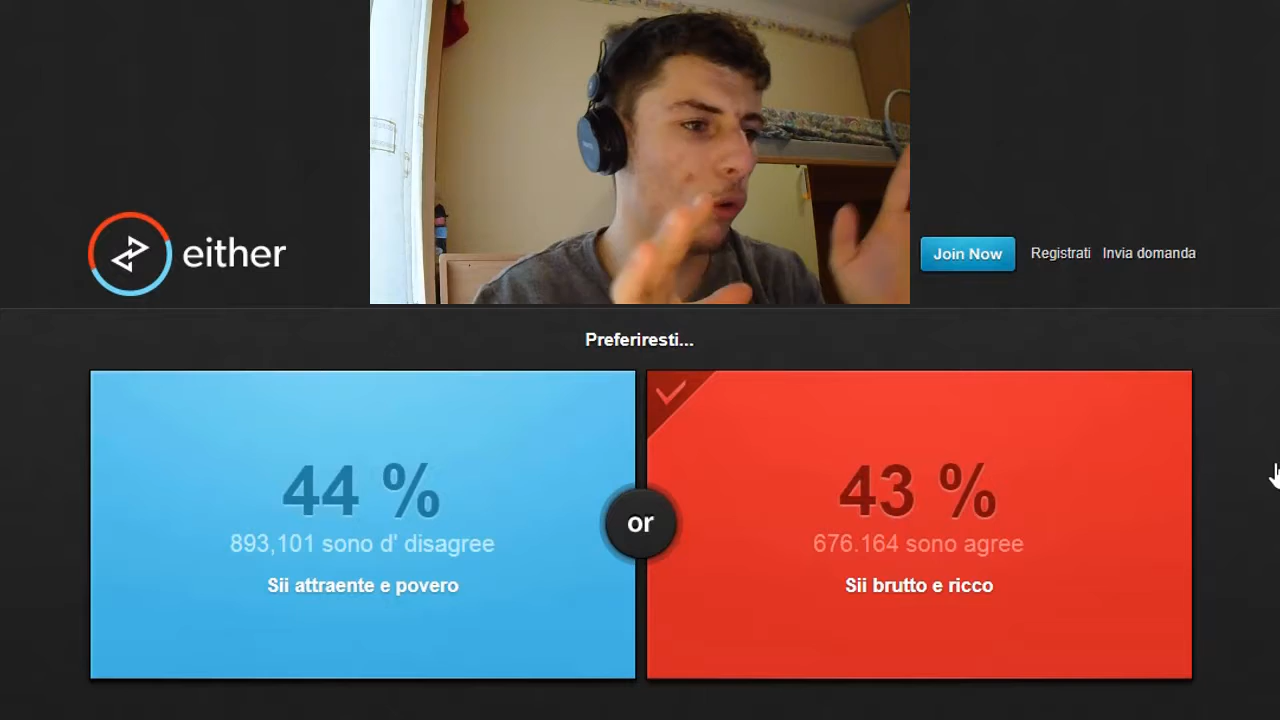 either
Join Now
Registrati
Invia domanda
Preferiresti...
44 %
893,101 sono d' disagree
Sii attraente e povero
or
43 %
676.164 sono agree
Sii brutto e ricco